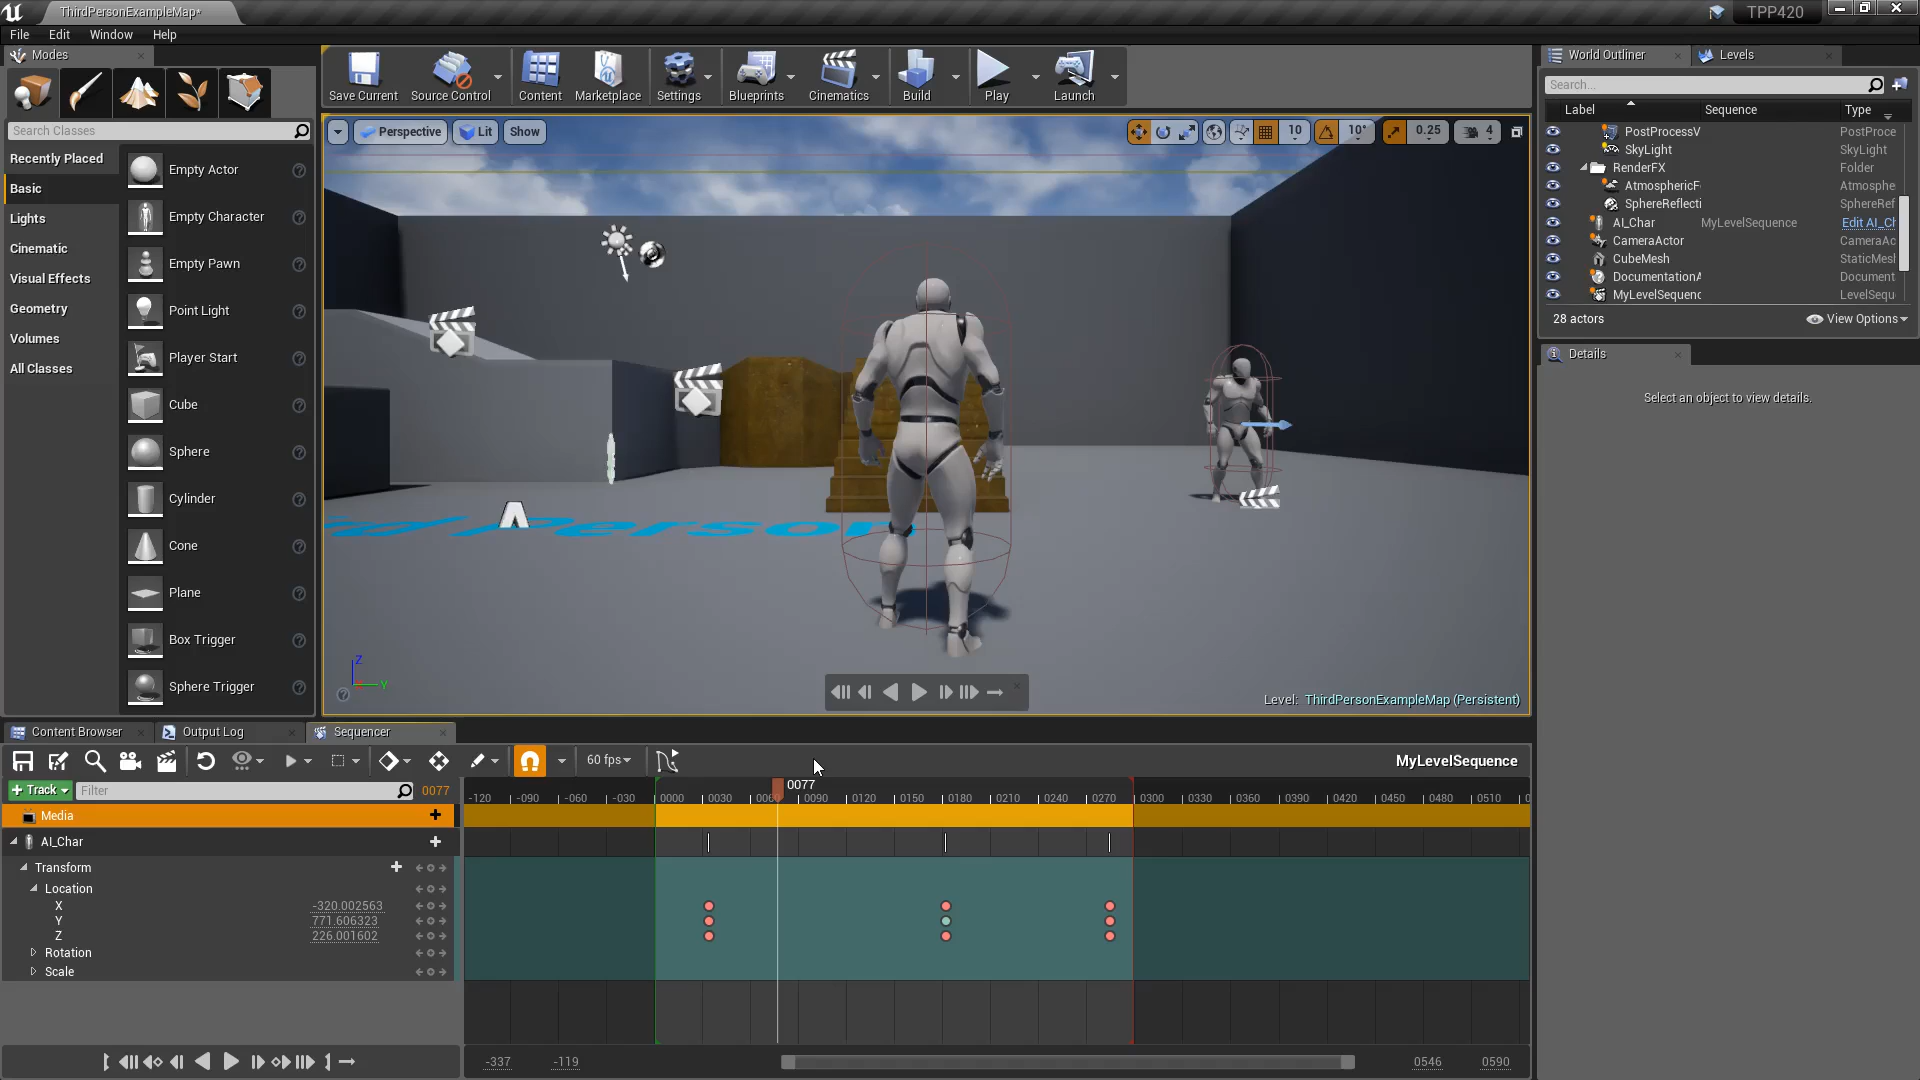 ThirdPersonExampleMap*
TPP420
File Edit Window Help
Modes
Save Current
Source Control
Content
Marketplace
Settings
Blueprints
Cinematics
Build
Play
Launch
World Outliner
Levels
Search...
Label Sequence Type
PostProcessV PostProce
SkyLight SkyLight
RenderFX Folder
AtmosphericF Atmosphe
SphereReflecti SphereRef
AI_Char MyLevelSequence Edit AI_Ch
CameraActor CameraAc
CubeMesh StaticMesl
DocumentationA Document
MyLevelSequenc LevelSequ
28 actors
View Options
Details
Select an object to view details.
Search Classes
Recently Placed
Basic
Lights
Cinematic
Visual Effects
Geometry
Volumes
All Classes
Empty Actor
Empty Character
Empty Pawn
Point Light
Player Start
Cube
Sphere
Cylinder
Cone
Plane
Box Trigger
Sphere Trigger
Perspective Lit Show
10 10° 0.25 4
Person
Z
Y
Level: ThirdPersonExampleMap (Persistent)
Content Browser
Output Log
Sequencer
60 fps
MyLevelSequence
Track
Filter
0077
0077
-120 -090 -060 -030 0000 0030 0060 0090 0120 0150 0180 0210 0240 0270 0300 0330 0360 0390 0420 0450 0480 0510
Media
AI_Char
Transform
Location
X -320.002563
Y 771.606323
Z 226.001602
Rotation
Scale
-337 -119 0546 0590